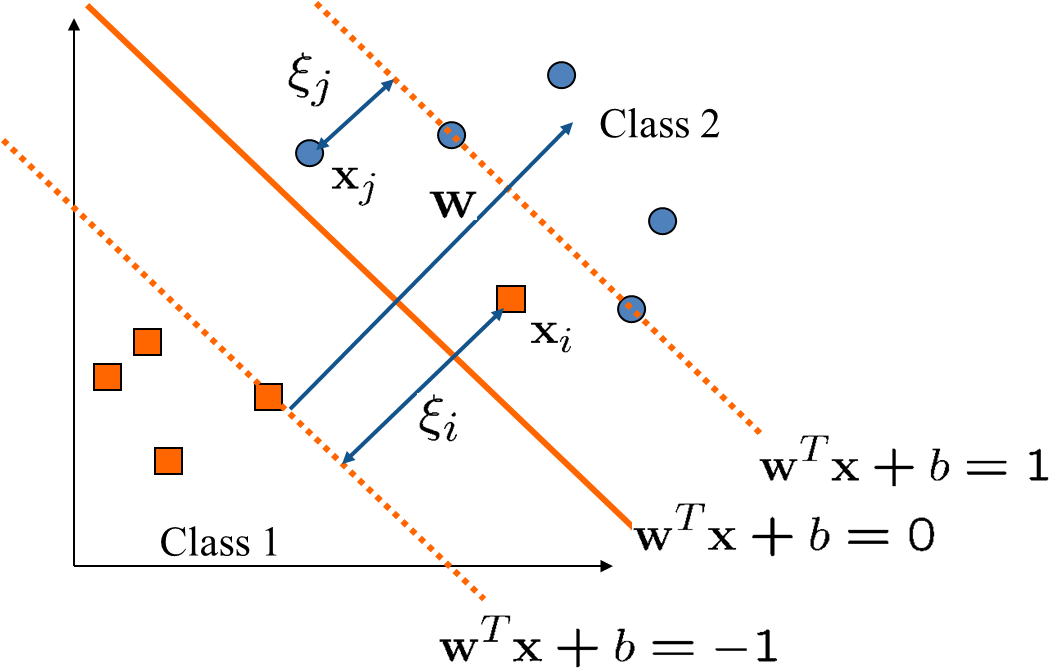 ξⱼ
Class 2
xⱼ
w
xᵢ
ξᵢ
wᵀx + b = 1
wᵀx + b = 0
Class 1
wᵀx + b = −1